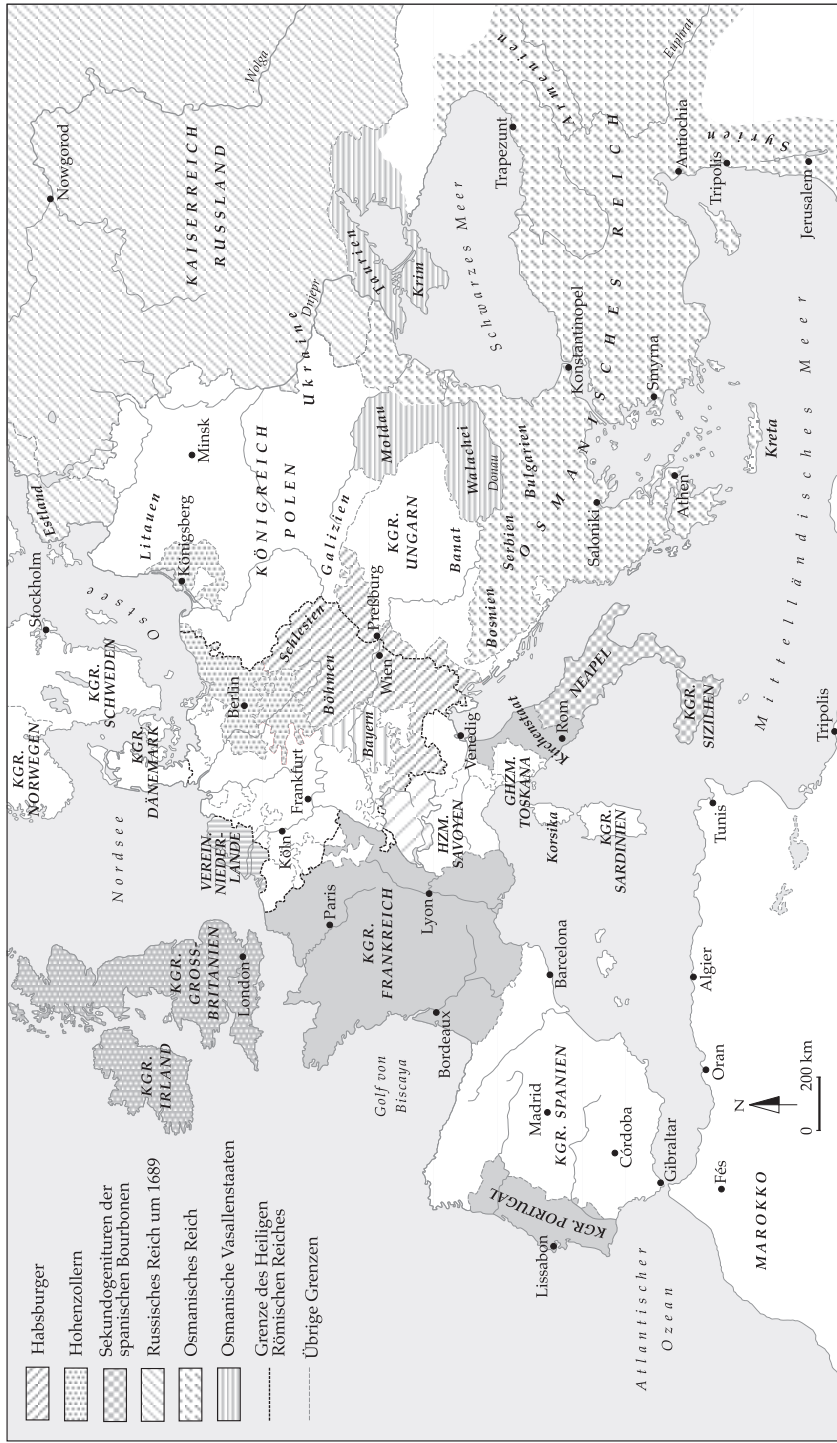 Habsburger
Hohenzollern
Sekundogenituren der
spanischen Bourbonen
Russisches Reich um 1689
Osmanisches Reich
Osmanische Vasallenstaaten
Grenze des Heiligen
Römischen Reiches
Übrige Grenzen
KGR.
NORWEGEN
KGR.
SCHWEDEN
Stockholm
Estland
Nowgorod
Wolga
KAISERREICH
RUSSLAND
Nordsee
KGR.
DÄNEMARK
Ostsee
Litauen
Königsberg
Minsk
KGR.
IRLAND
KGR.
GROSS-
BRITANIEN
London
VEREIN.
NIEDER
LANDE
Köln
Frankfurt
Berlin
Schlesien
Böhmen
Bayern
Wien
Preßburg
KÖNIGREICH
POLEN
Galizien
Ukraine
Dnjepr
Taurien
Krim
Paris
KGR.
FRANKREICH
Lyon
Bordeaux
Golf von
Biscaya
HZM.
SAVOYEN
Venedig
GHZM.
TOSKANA
Kirchenstaat
Rom
NEAPEL
Korsika
KGR.
SARDINIEN
KGR.
SIZILIEN
KGR.
UNGARN
Banat
Moldau
Walachei
Donau
Bosnien
Serbien
Bulgarien
OSMANISCHES REICH
Saloniki
Athen
Konstantinopel
Smyrna
Kreta
Schwarzes Meer
Trapezunt
Armenien
Euphrat
Antiochia
Tripolis
Syrien
Jerusalem
Mittelländisches Meer
Atlantischer
Ozean
Lissabon
KGR. PORTUGAL
Madrid
KGR. SPANIEN
Córdoba
Barcelona
Gibraltar
Fés
MAROKKO
Oran
Algier
Tunis
Tripolis
N
0 200 km